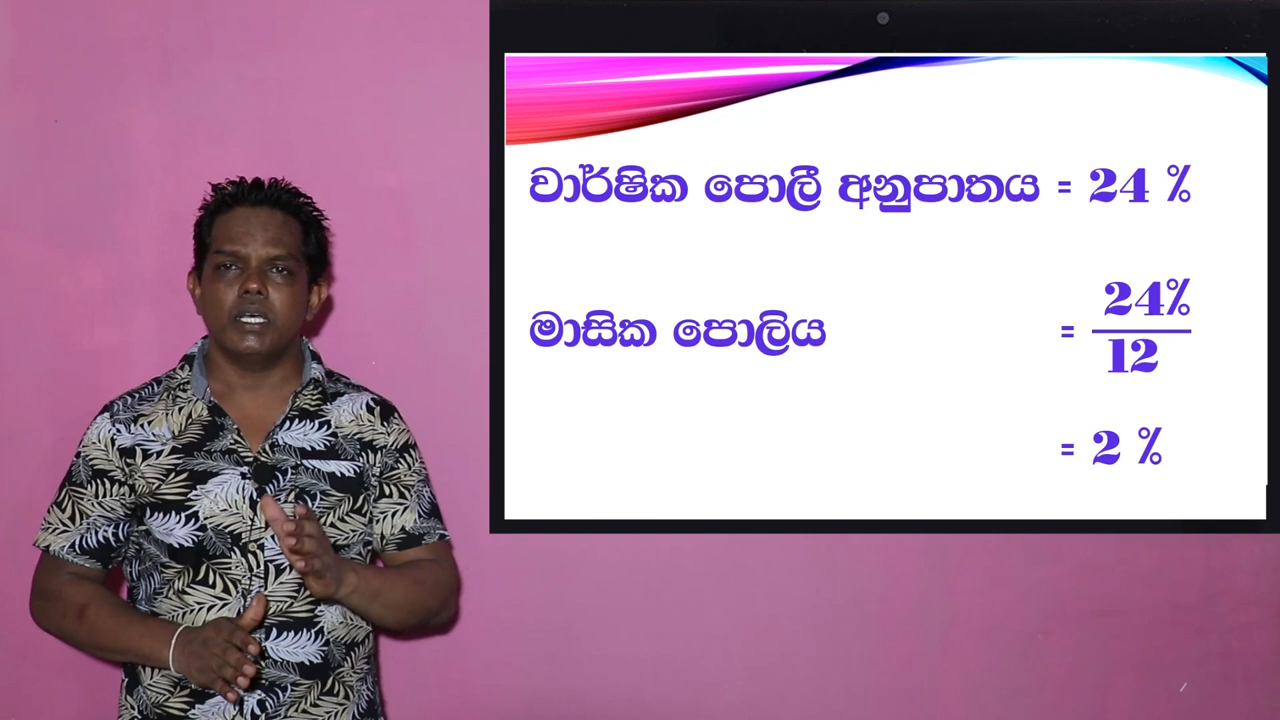 වාර්ෂික පොලී අනුපාතය = 24 %
මාසික පොලිය = 24%
12
= 2 %